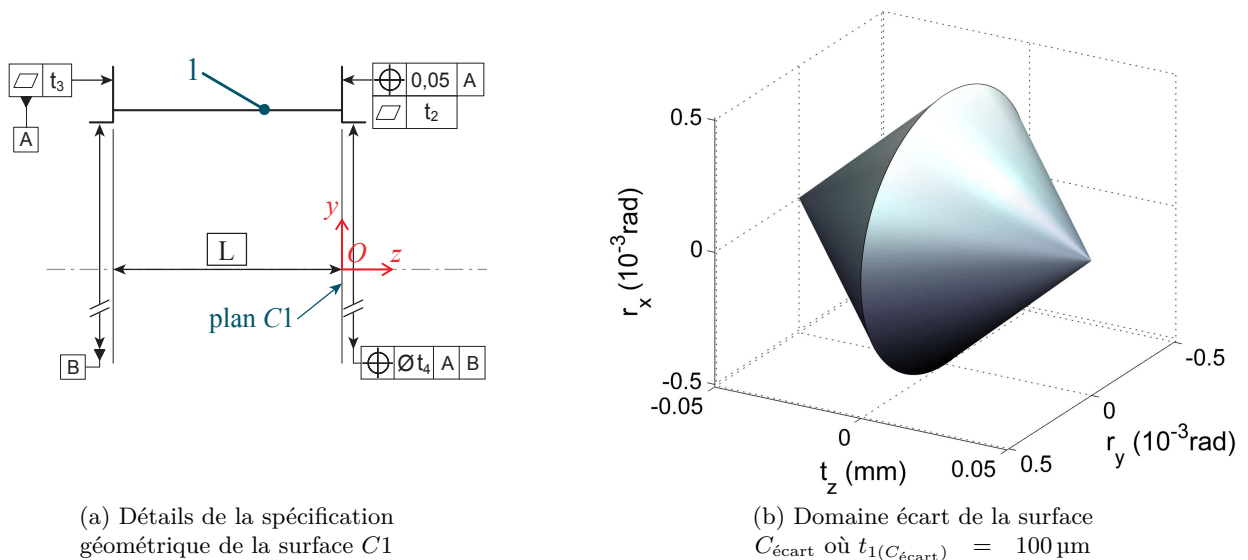 t₃
1
0,05 A
t₂
A
y
L
O
z
plan C1
B
Ø t₄ A B
(a) Détails de la spécification
géométrique de la surface C1
0.5
0
-0.5
r_x (10⁻³rad)
-0.05
0
0.05
t_z (mm)
0.5
0
-0.5
r_y (10⁻³rad)
(b) Domaine écart de la surface
C_écart où t_1(C_écart) = 100 µm